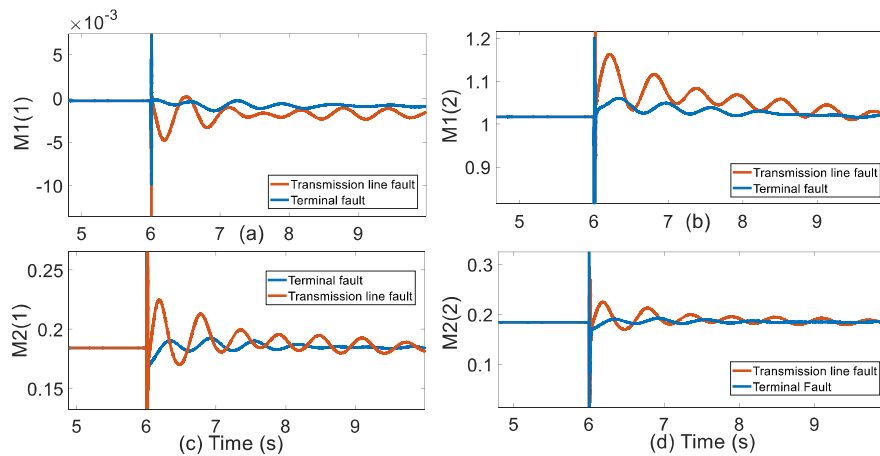 ×10⁻³
5
0
-5
-10
M1(1)
Transmission line fault
Terminal fault
5
6
7
8
9
(a)
1.2
1.1
1
0.9
M1(2)
Transmission line fault
Terminal fault
5
6
7
8
9
(b)
0.25
0.2
0.15
M2(1)
Terminal fault
Transmission line fault
5
6
7
8
9
(c) Time (s)
0.3
0.2
0.1
M2(2)
Transmission line fault
Terminal Fault
5
6
7
8
9
(d) Time (s)